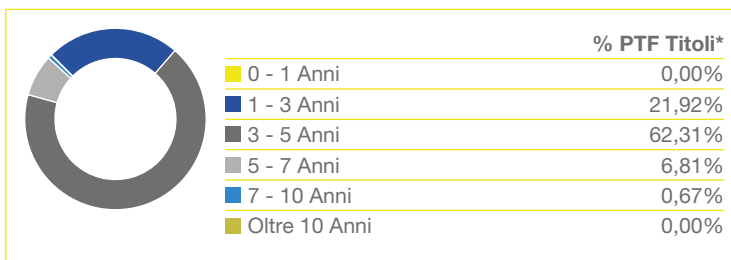 % PTF Titoli*
0 - 1 Anni 0,00%
1 - 3 Anni 21,92%
3 - 5 Anni 62,31%
5 - 7 Anni 6,81%
7 - 10 Anni 0,67%
Oltre 10 Anni 0,00%